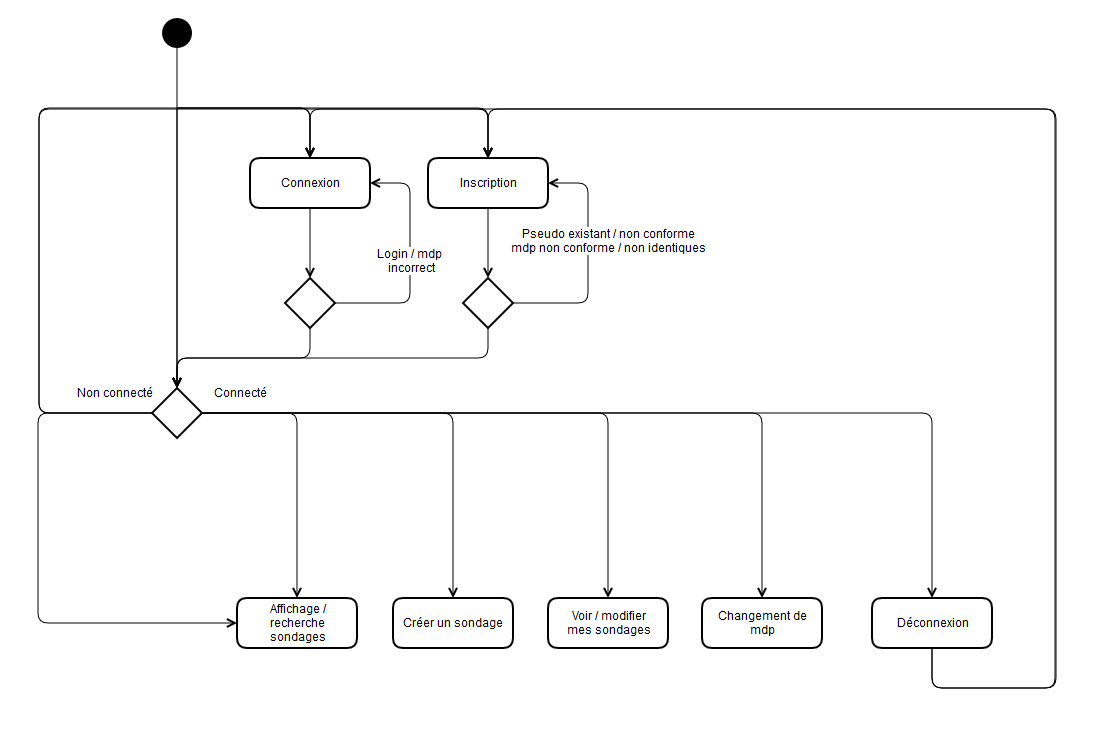 Connexion
Inscription
Pseudo existant / non conforme
mdp non conforme / non identiques
Login / mdp
incorrect
Non connecté
Connecté
Affichage /
recherche
sondages
Créer un sondage
Voir / modifier
mes sondages
Changement de
mdp
Déconnexion